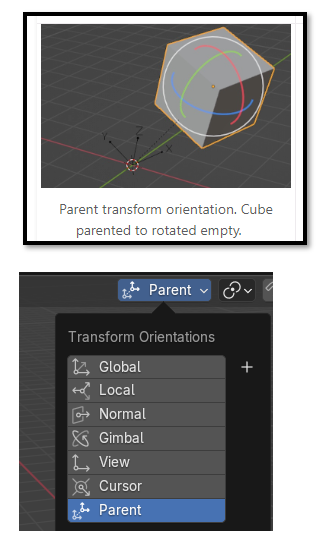 Y
Z
X
Parent transform orientation. Cube
parented to rotated empty.
Parent
Transform Orientations
Global
Local
Normal
Gimbal
View
Cursor
Parent